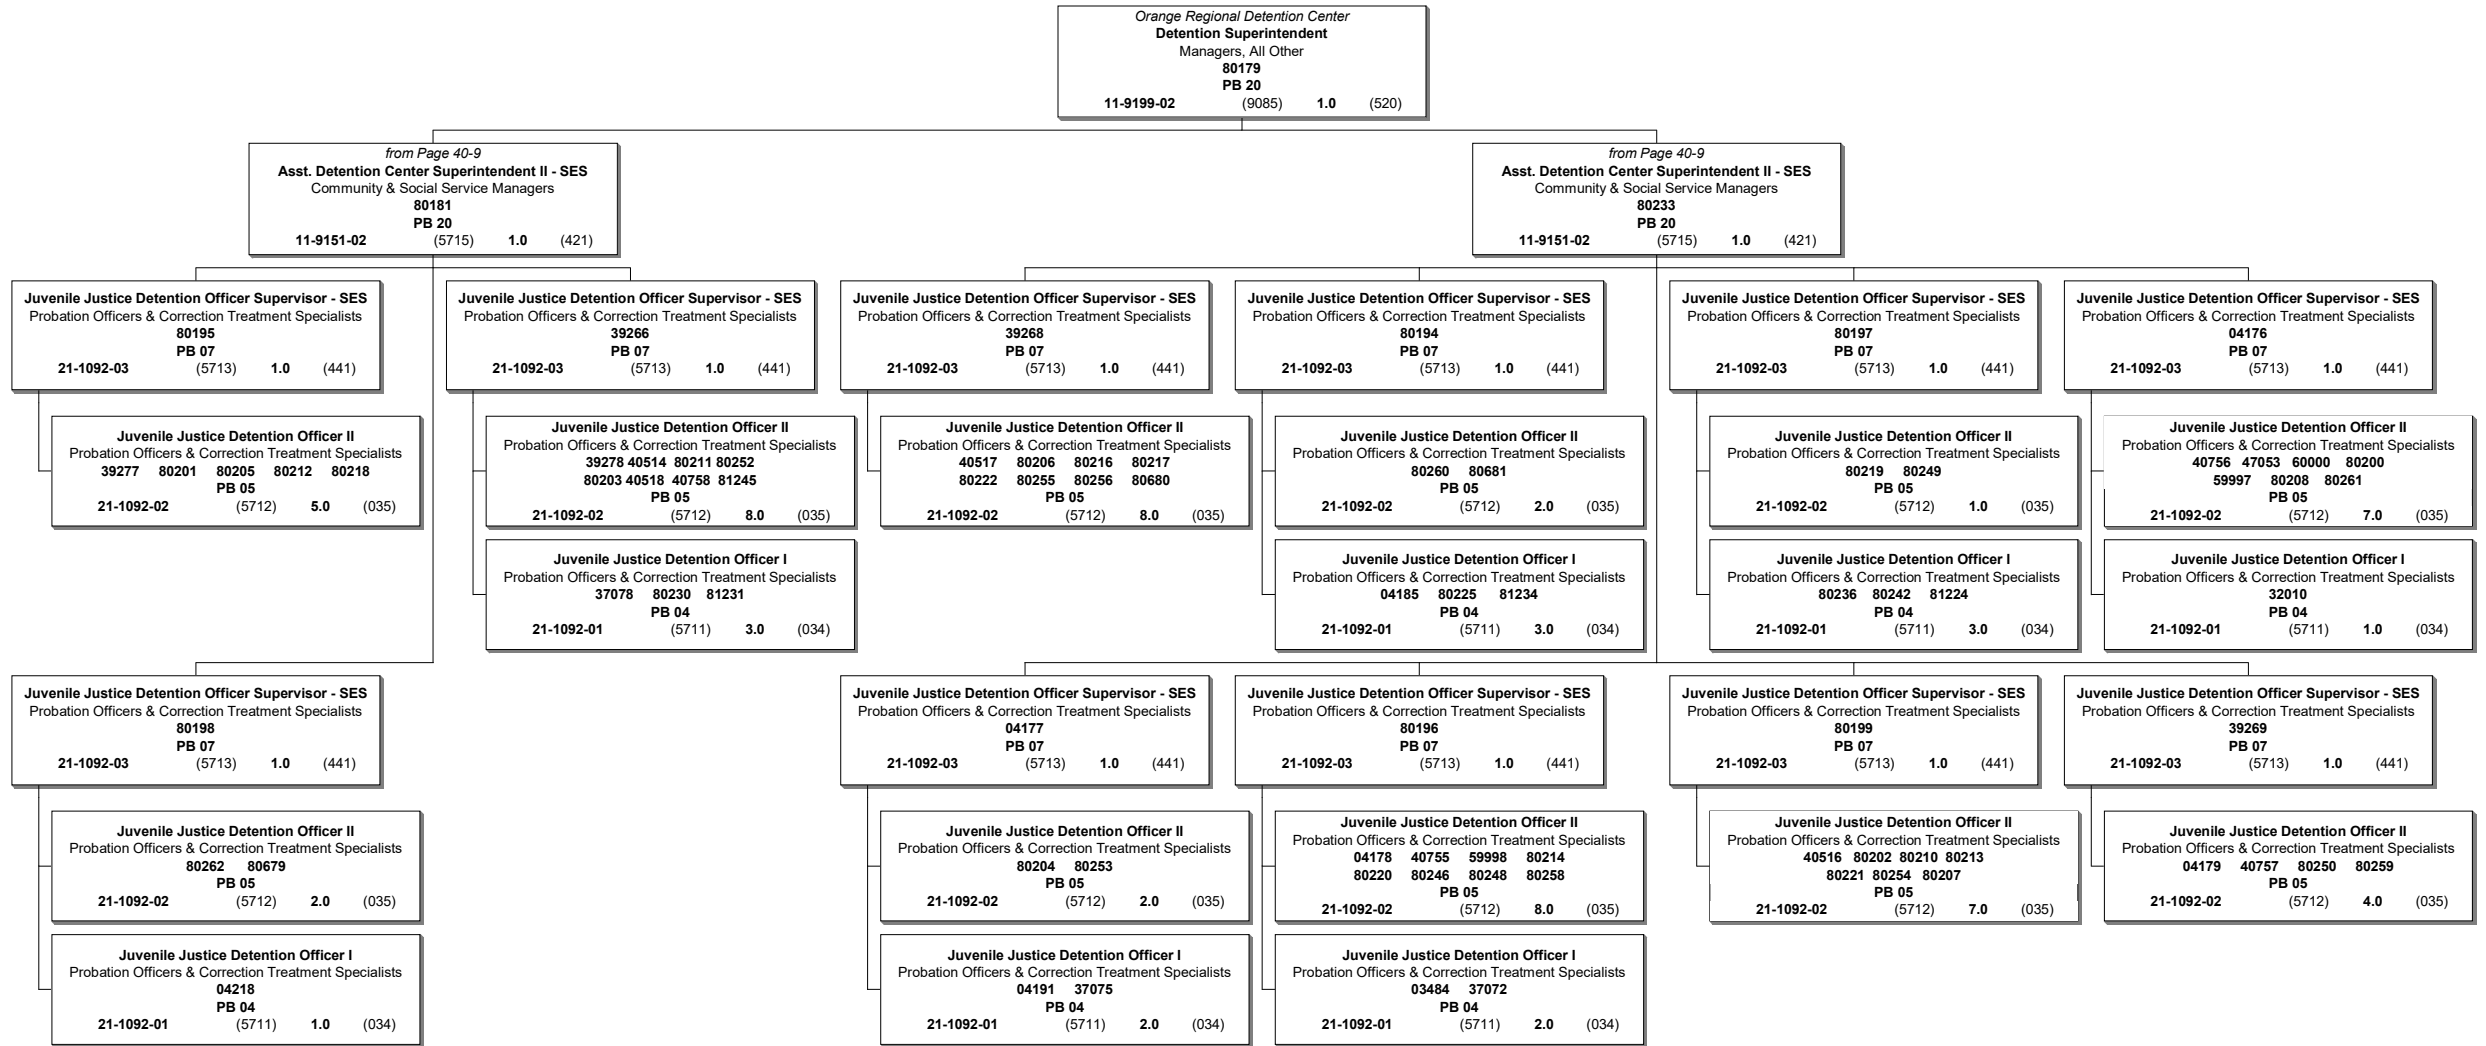 Orange Regional Detention Center
Detention Superintendent
Managers, All Other
80179
PB 20
11-9199-02 (9085) 1.0 (520)
from Page 40-9
Asst. Detention Center Superintendent II - SES
Community & Social Service Managers
80181
PB 20
11-9151-02 (5715) 1.0 (421)
from Page 40-9
Asst. Detention Center Superintendent II - SES
Community & Social Service Managers
80233
PB 20
11-9151-02 (5715) 1.0 (421)
Juvenile Justice Detention Officer Supervisor - SES
Probation Officers & Correction Treatment Specialists
80195
PB 07
21-1092-03 (5713) 1.0 (441)
Juvenile Justice Detention Officer II
Probation Officers & Correction Treatment Specialists
39277 80201 80205 80212 80218
PB 05
21-1092-02 (5712) 5.0 (035)
Juvenile Justice Detention Officer Supervisor - SES
Probation Officers & Correction Treatment Specialists
39266
PB 07
21-1092-03 (5713) 1.0 (441)
Juvenile Justice Detention Officer II
Probation Officers & Correction Treatment Specialists
39278 40514 80211 80252
80203 40518 40758 81245
PB 05
21-1092-02 (5712) 8.0 (035)
Juvenile Justice Detention Officer I
Probation Officers & Correction Treatment Specialists
37078 80230 81231
PB 04
21-1092-01 (5711) 3.0 (034)
Juvenile Justice Detention Officer Supervisor - SES
Probation Officers & Correction Treatment Specialists
39268
PB 07
21-1092-03 (5713) 1.0 (441)
Juvenile Justice Detention Officer II
Probation Officers & Correction Treatment Specialists
40517 80206 80216 80217
80222 80255 80256 80680
PB 05
21-1092-02 (5712) 8.0 (035)
Juvenile Justice Detention Officer Supervisor - SES
Probation Officers & Correction Treatment Specialists
80194
PB 07
21-1092-03 (5713) 1.0 (441)
Juvenile Justice Detention Officer II
Probation Officers & Correction Treatment Specialists
80260 80681
PB 05
21-1092-02 (5712) 2.0 (035)
Juvenile Justice Detention Officer I
Probation Officers & Correction Treatment Specialists
04185 80225 81234
PB 04
21-1092-01 (5711) 3.0 (034)
Juvenile Justice Detention Officer Supervisor - SES
Probation Officers & Correction Treatment Specialists
80197
PB 07
21-1092-03 (5713) 1.0 (441)
Juvenile Justice Detention Officer II
Probation Officers & Correction Treatment Specialists
80219 80249
PB 05
21-1092-02 (5712) 1.0 (035)
Juvenile Justice Detention Officer I
Probation Officers & Correction Treatment Specialists
80236 80242 81224
PB 04
21-1092-01 (5711) 3.0 (034)
Juvenile Justice Detention Officer Supervisor - SES
Probation Officers & Correction Treatment Specialists
04176
PB 07
21-1092-03 (5713) 1.0 (441)
Juvenile Justice Detention Officer II
Probation Officers & Correction Treatment Specialists
40756 47053 60000 80200
59997 80208 80261
PB 05
21-1092-02 (5712) 7.0 (035)
Juvenile Justice Detention Officer I
Probation Officers & Correction Treatment Specialists
32010
PB 04
21-1092-01 (5711) 1.0 (034)
Juvenile Justice Detention Officer Supervisor - SES
Probation Officers & Correction Treatment Specialists
80198
PB 07
21-1092-03 (5713) 1.0 (441)
Juvenile Justice Detention Officer II
Probation Officers & Correction Treatment Specialists
80262 80679
PB 05
21-1092-02 (5712) 2.0 (035)
Juvenile Justice Detention Officer I
Probation Officers & Correction Treatment Specialists
04218
PB 04
21-1092-01 (5711) 1.0 (034)
Juvenile Justice Detention Officer Supervisor - SES
Probation Officers & Correction Treatment Specialists
04177
PB 07
21-1092-03 (5713) 1.0 (441)
Juvenile Justice Detention Officer II
Probation Officers & Correction Treatment Specialists
80204 80253
PB 05
21-1092-02 (5712) 2.0 (035)
Juvenile Justice Detention Officer I
Probation Officers & Correction Treatment Specialists
04191 37075
PB 04
21-1092-01 (5711) 2.0 (034)
Juvenile Justice Detention Officer Supervisor - SES
Probation Officers & Correction Treatment Specialists
80196
PB 07
21-1092-03 (5713) 1.0 (441)
Juvenile Justice Detention Officer II
Probation Officers & Correction Treatment Specialists
04178 40755 59998 80214
80220 80246 80248 80258
PB 05
21-1092-02 (5712) 8.0 (035)
Juvenile Justice Detention Officer I
Probation Officers & Correction Treatment Specialists
03484 37072
PB 04
21-1092-01 (5711) 2.0 (034)
Juvenile Justice Detention Officer Supervisor - SES
Probation Officers & Correction Treatment Specialists
80199
PB 07
21-1092-03 (5713) 1.0 (441)
Juvenile Justice Detention Officer II
Probation Officers & Correction Treatment Specialists
40516 80202 80210 80213
80221 80254 80207
PB 05
21-1092-02 (5712) 7.0 (035)
Juvenile Justice Detention Officer Supervisor - SES
Probation Officers & Correction Treatment Specialists
39269
PB 07
21-1092-03 (5713) 1.0 (441)
Juvenile Justice Detention Officer II
Probation Officers & Correction Treatment Specialists
04179 40757 80250 80259
PB 05
21-1092-02 (5712) 4.0 (035)